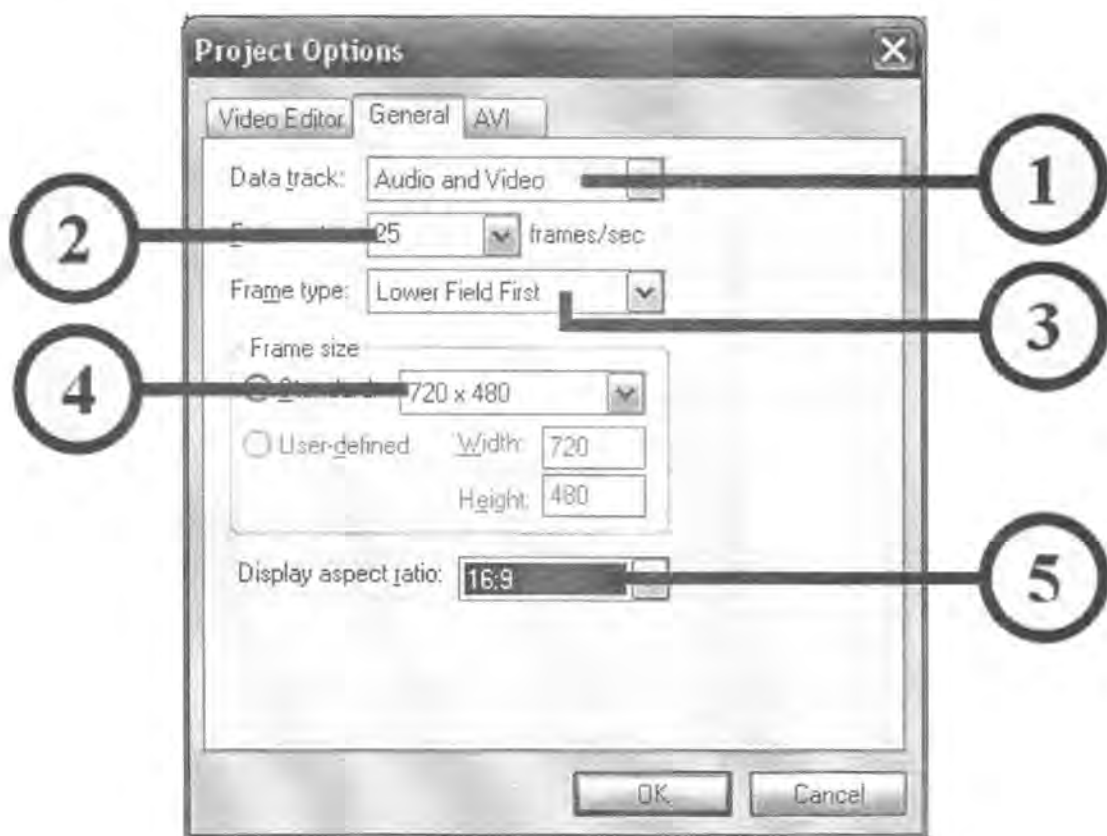 Project Options
Video Editor General AVI
Data track: Audio and Video
1
2
25 frames/sec
Frame type: Lower Field First
3
Frame size
4
720 x 480
User-defined Width: 720
Height: 480
Display aspect ratio: 16:9
5
OK Cancel